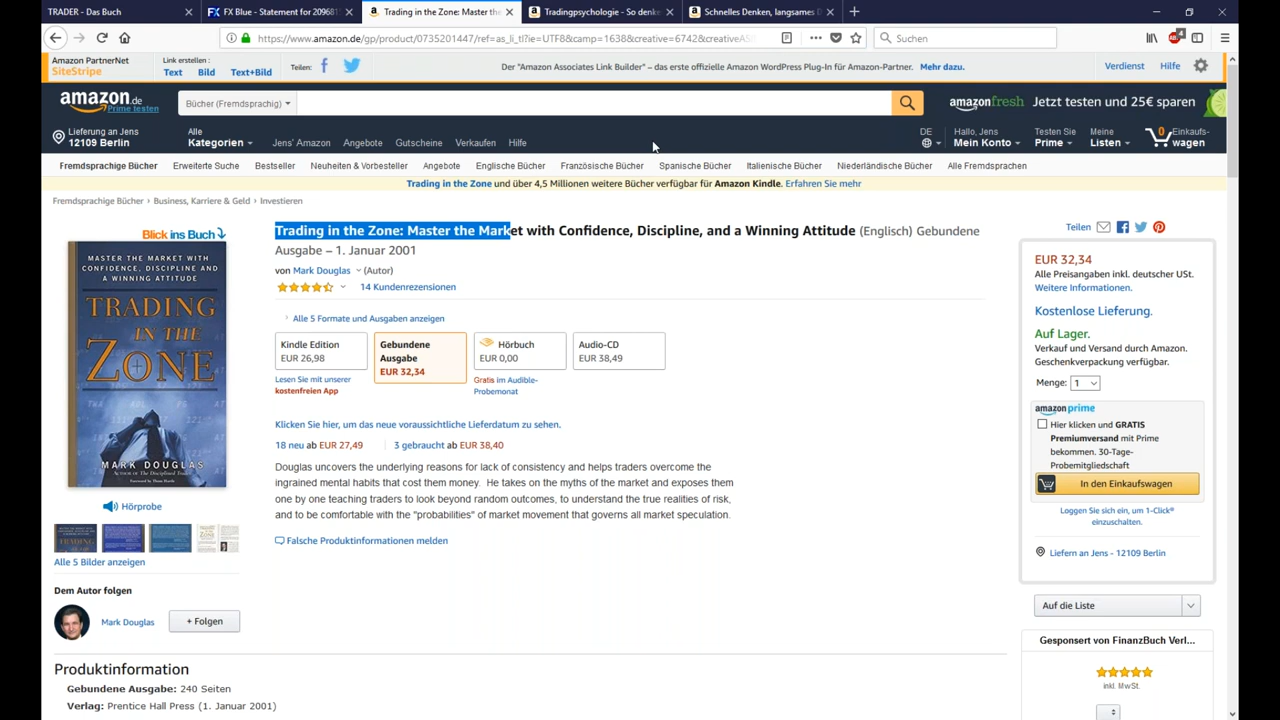 TRADER - Das Buch
FX Blue - Statement for 209681
Trading in the Zone: Master the
Tradingpsychologie - So denke
Schnelles Denken, langsames D
https://www.amazon.de/gp/product/0735201447/ref=as_li_tl?ie=UTF8&camp=1638&creative=6742&creativeAS
Suchen
Amazon PartnerNet
SiteStripe
Link erstellen :
Text Bild Text+Bild
Teilen:
Der "Amazon Associates Link Builder" – das erste offizielle Amazon WordPress Plug-In für Amazon-Partner. Mehr dazu.
Verdienst Hilfe
amazon.de
Prime testen
Bücher (Fremdsprachig)
amazonfresh Jetzt testen und 25€ sparen
Lieferung an Jens
12109 Berlin
Alle
Kategorien
Jens' Amazon Angebote Gutscheine Verkaufen Hilfe
DE
Hallo, Jens
Mein Konto
Testen Sie
Prime
Meine
Listen
0
Einkaufs-
wagen
Fremdsprachige Bücher Erweiterte Suche Bestseller Neuheiten & Vorbesteller Angebote Englische Bücher Französische Bücher Spanische Bücher Italienische Bücher Niederländische Bücher Alle Fremdsprachen
Trading in the Zone und über 4,5 Millionen weitere Bücher verfügbar für Amazon Kindle. Erfahren Sie mehr
Fremdsprachige Bücher › Business, Karriere & Geld › Investieren
Blick ins Buch
MASTER THE MARKET WITH
CONFIDENCE, DISCIPLINE AND
A WINNING ATTITUDE
TRADING
IN THE
ZONE
MARK DOUGLAS
Hörprobe
Alle 5 Bilder anzeigen
Dem Autor folgen
Mark Douglas
+ Folgen
Trading in the Zone: Master the Market with Confidence, Discipline, and a Winning Attitude (Englisch) Gebundene
Ausgabe – 1. Januar 2001
von Mark Douglas (Autor)
14 Kundenrezensionen
Alle 5 Formate und Ausgaben anzeigen
Kindle Edition
EUR 26,98
Gebundene
Ausgabe
EUR 32,34
Hörbuch
EUR 0,00
Audio-CD
EUR 38,49
Lesen Sie mit unserer
kostenfreien App
Gratis im Audible-
Probemonat
Klicken Sie hier, um das neue voraussichtliche Lieferdatum zu sehen.
18 neu ab EUR 27,49
3 gebraucht ab EUR 38,40
Douglas uncovers the underlying reasons for lack of consistency and helps traders overcome the
ingrained mental habits that cost them money. He takes on the myths of the market and exposes them
one by one teaching traders to look beyond random outcomes, to understand the true realities of risk,
and to be comfortable with the "probabilities" of market movement that governs all market speculation.
Falsche Produktinformationen melden
Teilen
EUR 32,34
Alle Preisangaben inkl. deutscher USt.
Weitere Informationen.
Kostenlose Lieferung.
Auf Lager.
Verkauf und Versand durch Amazon.
Geschenkverpackung verfügbar.
Menge: 1
amazon prime
Hier klicken und GRATIS
Premiumversand mit Prime
bekommen. 30-Tage-
Probemitgliedschaft
In den Einkaufswagen
Loggen Sie sich ein, um 1-Click®
einzuschalten.
Liefern an Jens - 12109 Berlin
Auf die Liste
Gesponsert von FinanzBuch Verl...
inkl. MwSt.
Produktinformation
Gebundene Ausgabe: 240 Seiten
Verlag: Prentice Hall Press (1. Januar 2001)